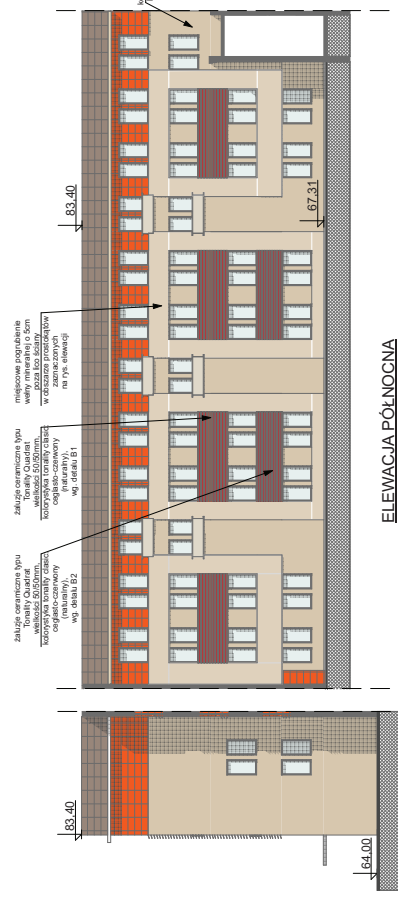 83.40
64.00
żaluzje ceramiczne typu
Tonality Quadrat
wielkości 50/50mm,
kolorystyka tonality clasic,
ceglasto-czerwony
(naturalny),
wg. detalu B2
żaluzje ceramiczne typu
Tonality Quadrat
wielkości 50/50mm,
kolorystyka tonality clasic,
ceglasto-czerwony
(naturalny),
wg. detalu B1
miejscowe pogrubienie
wełny mineralnej o 5cm
poza lico ściany
w obszarze prostokątów
zaznaczonych
na rys. elewacji
83.40
67.31
ELEWACJA PÓŁNOCNA